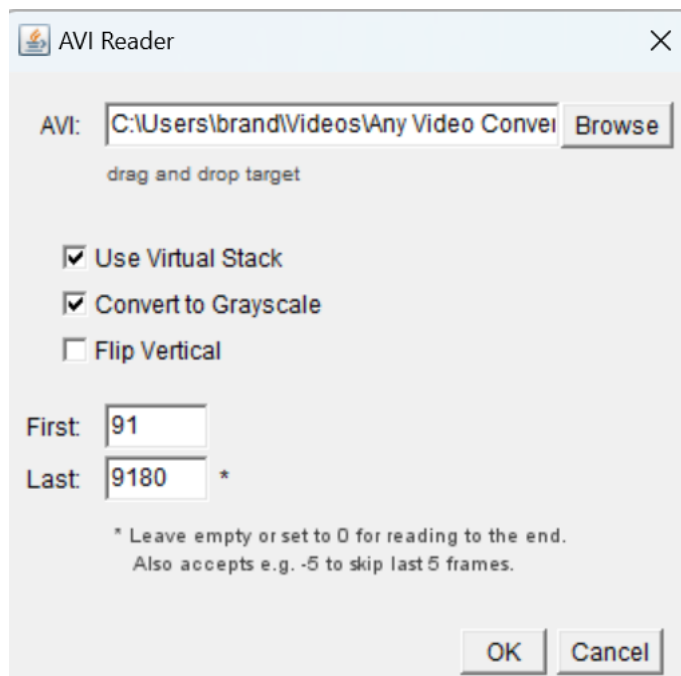 AVI Reader
AVI: C:\Users\brand\Videos\Any Video Conver Browse
drag and drop target
Use Virtual Stack
Convert to Grayscale
Flip Vertical
First: 91
Last: 9180 *
* Leave empty or set to 0 for reading to the end.
Also accepts e.g. -5 to skip last 5 frames.
OK Cancel